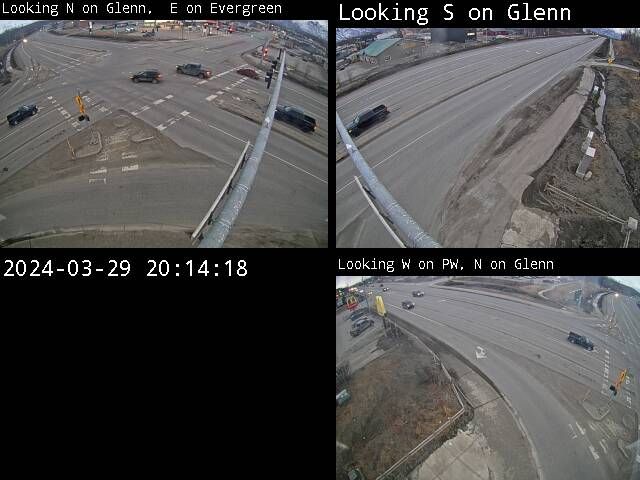 Looking N on Glenn,  E on Evergreen
Looking S on Glenn
2024-03-29 20:14:18
Looking W on PW, N on Glenn